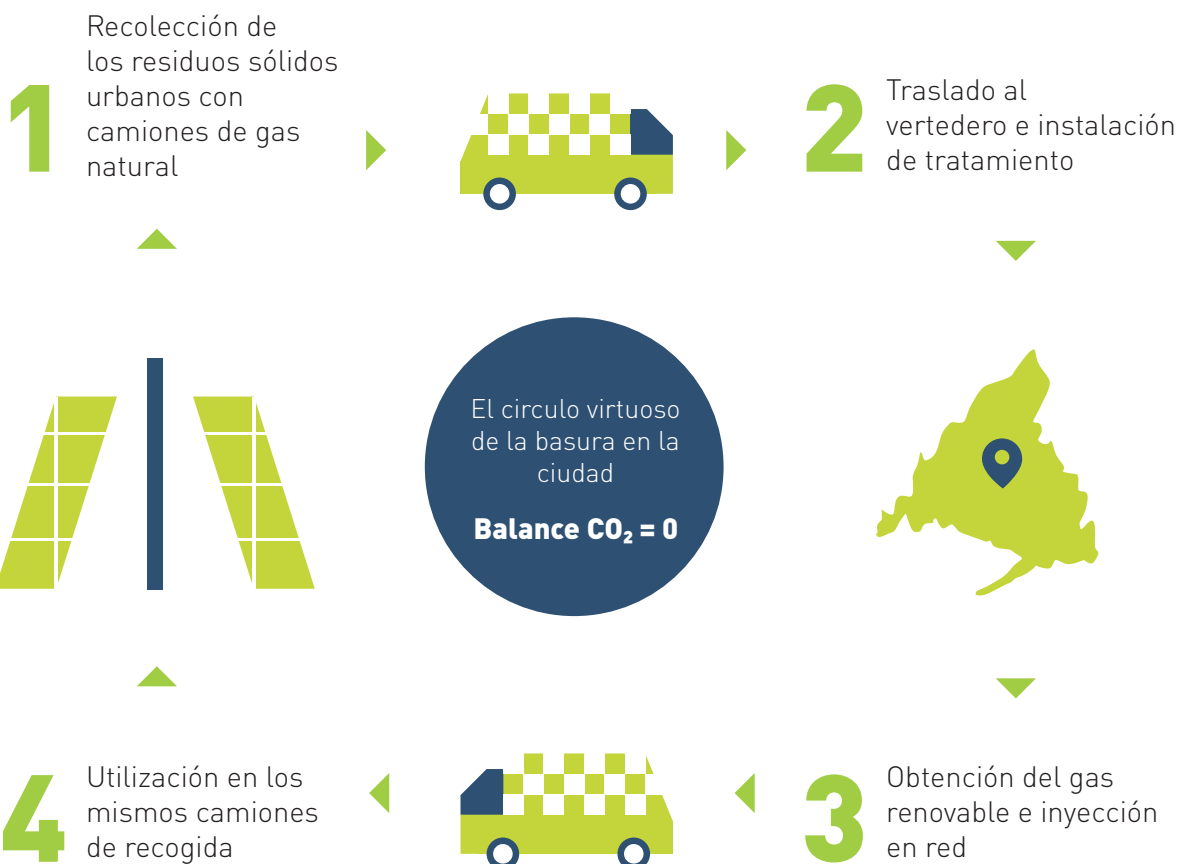 1
Recolección de
los residuos sólidos
urbanos con
camiones de gas
natural
2
Traslado al
vertedero e instalación
de tratamiento
El circulo virtuoso
de la basura en la
ciudad
Balance CO₂ = 0
3
Obtención del gas
renovable e inyección
en red
4
Utilización en los
mismos camiones
de recogida